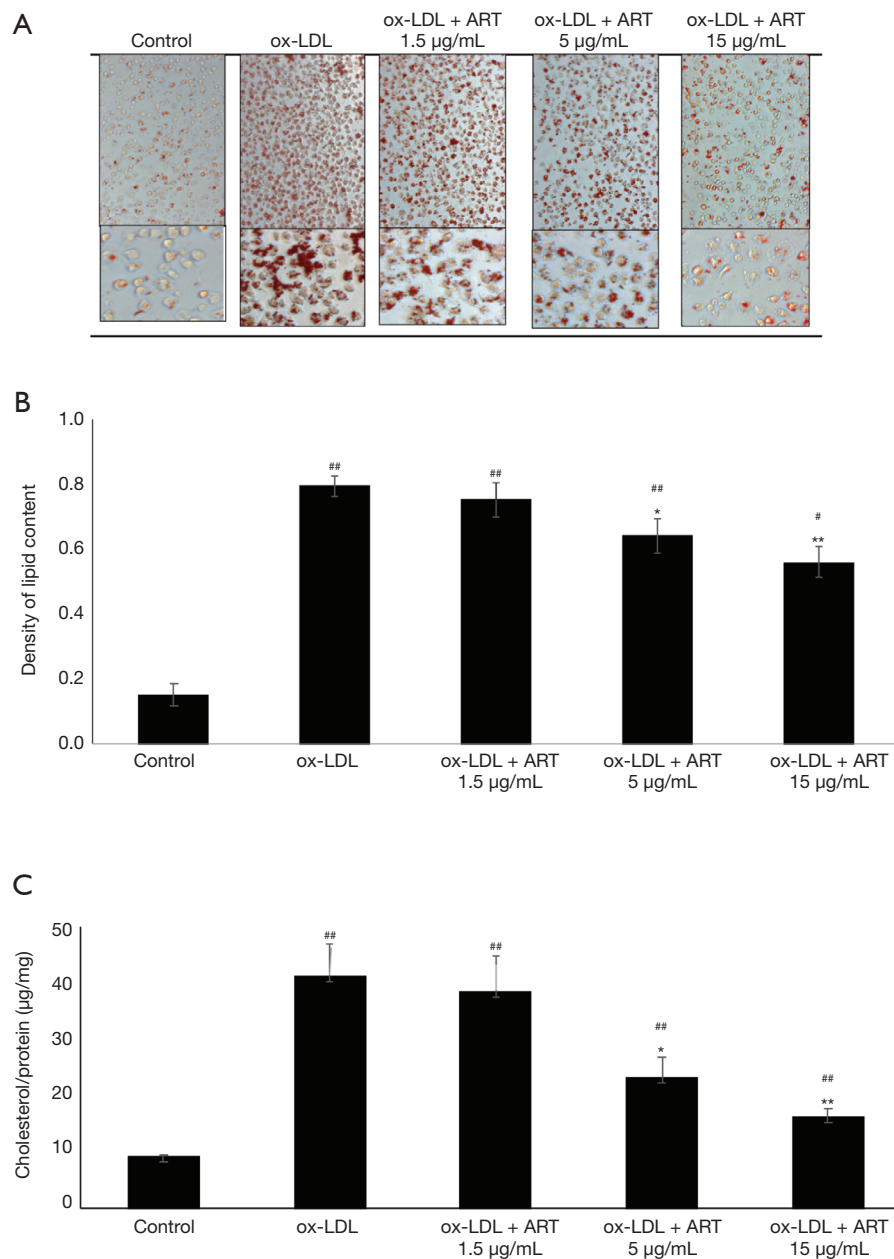 A
Control
ox-LDL
ox-LDL + ART
1.5 µg/mL
ox-LDL + ART
5 µg/mL
ox-LDL + ART
15 µg/mL
B
Density of lipid content
1.0
0.8
0.6
0.4
0.2
0.0
##
##
##
*
#
**
Control
ox-LDL
ox-LDL + ART
1.5 µg/mL
ox-LDL + ART
5 µg/mL
ox-LDL + ART
15 µg/mL
C
Cholesterol/protein (µg/mg)
50
40
30
20
10
0
##
##
##
*
##
**
Control
ox-LDL
ox-LDL + ART
1.5 µg/mL
ox-LDL + ART
5 µg/mL
ox-LDL + ART
15 µg/mL